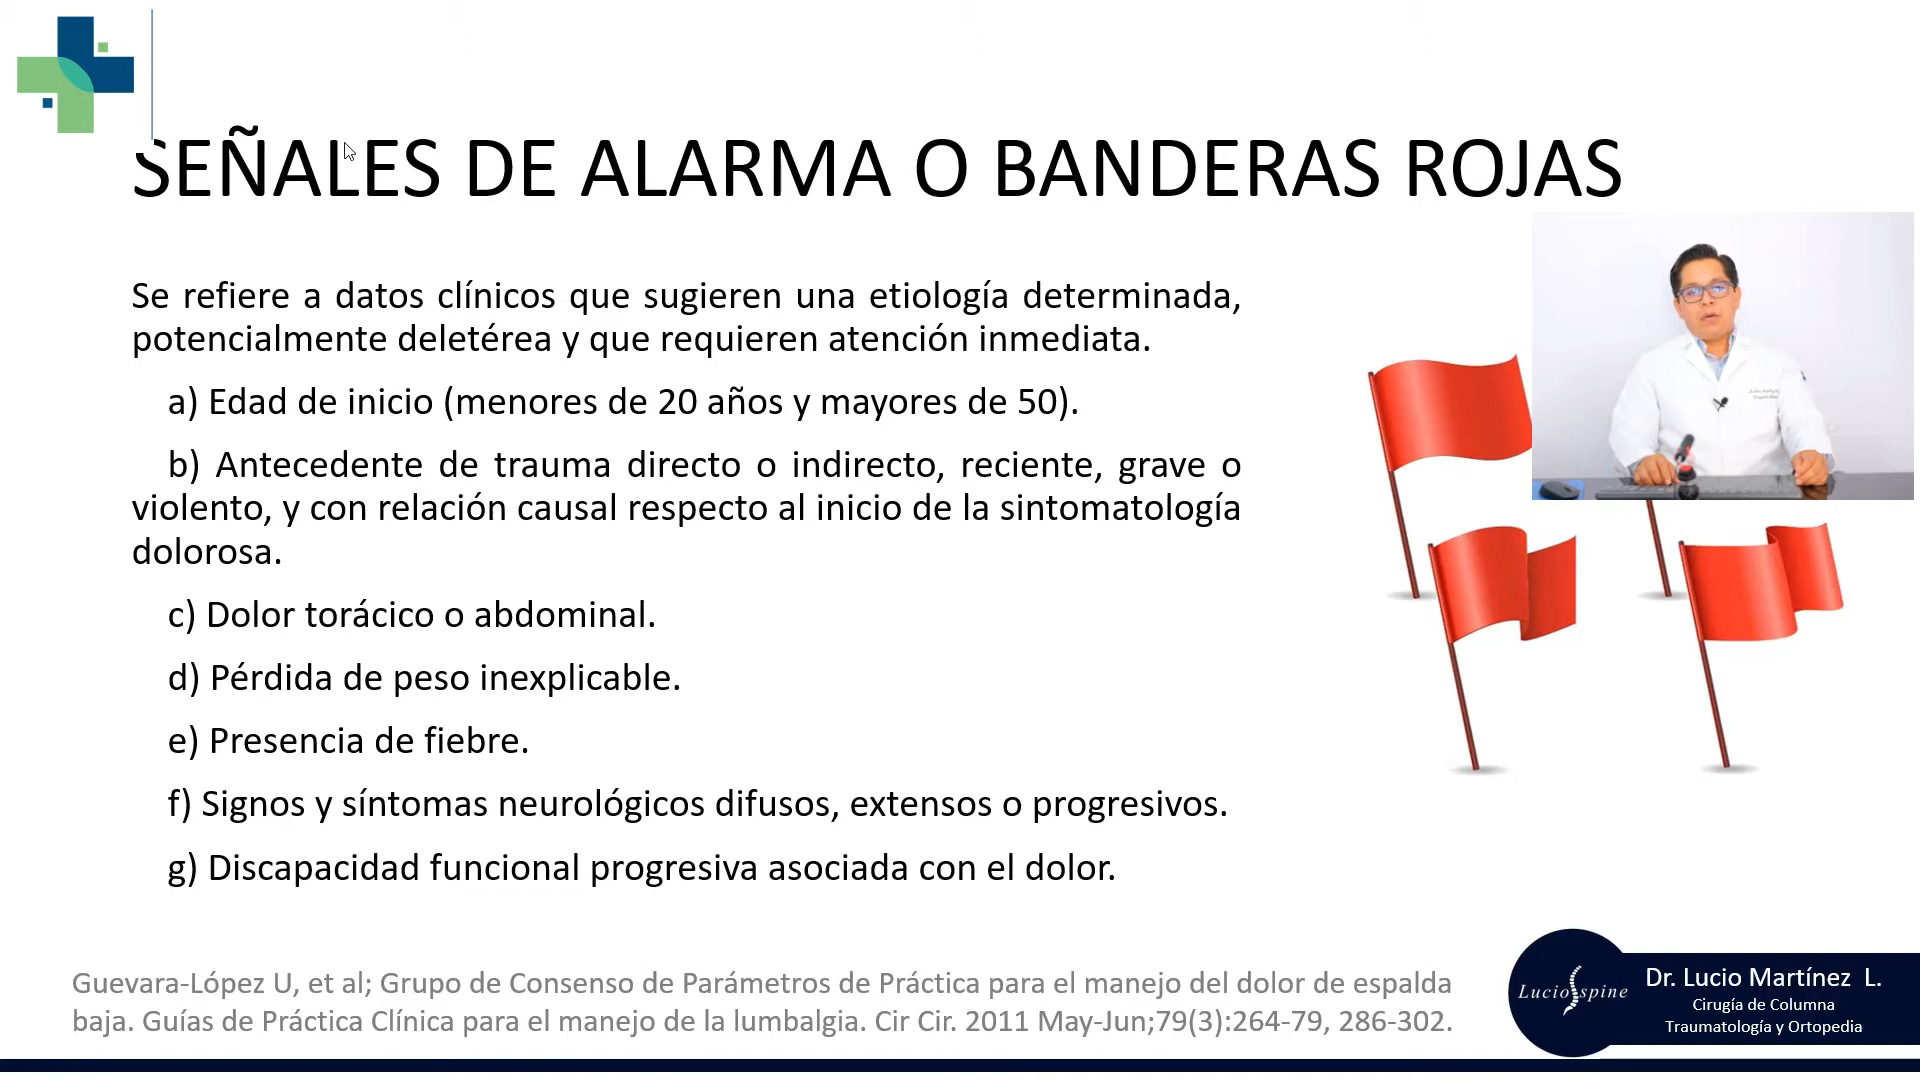 SEÑALES DE ALARMA O BANDERAS ROJAS
Se refiere a datos clínicos que sugieren una etiología determinada,
potencialmente deletérea y que requieren atención inmediata.
a) Edad de inicio (menores de 20 años y mayores de 50).
b) Antecedente de trauma directo o indirecto, reciente, grave o
violento, y con relación causal respecto al inicio de la sintomatología
dolorosa.
c) Dolor torácico o abdominal.
d) Pérdida de peso inexplicable.
e) Presencia de fiebre.
f) Signos y síntomas neurológicos difusos, extensos o progresivos.
g) Discapacidad funcional progresiva asociada con el dolor.
Guevara-López U, et al; Grupo de Consenso de Parámetros de Práctica para el manejo del dolor de espalda
baja. Guías de Práctica Clínica para el manejo de la lumbalgia. Cir Cir. 2011 May-Jun;79(3):264-79, 286-302.
Lucio spine
Dr. Lucio Martínez L.
Cirugía de Columna
Traumatología y Ortopedia